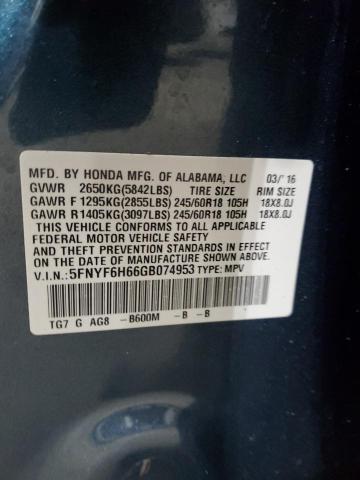 MFD. BY HONDA MFG. OF ALABAMA, LLC 03/'16
GVWR 2650KG(5842LBS) TIRE SIZE RIM SIZE
GAWR F 1295KG(2855LBS) 245/60R18 105H 18X8.0J
GAWR R1405KG(3097LBS) 245/60R18 105H 18X8.0J
THIS VEHICLE CONFORMS TO ALL APPLICABLE
FEDERAL MOTOR VEHICLE SAFETY, BUMPER,
AND THEFT PREVENTION STANDARDS IN EFFECT
ON THE DATE OF MANUFACTURE SHOWN ABOVE.
V.I.N.:5FNYF6H66GB074953 TYPE: MPV
TG7 G AG8 -B600M -B -B